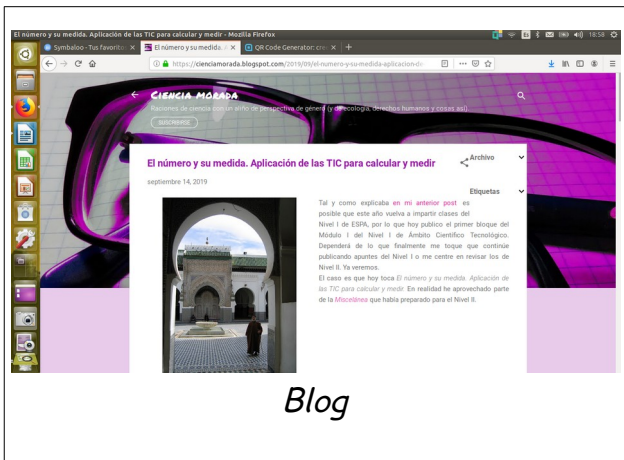 El número y su medida. Aplicación de las TIC para calcular y medir - Mozilla Firefox
18:58
Symbaloo - Tus favorito
El número y su medida. A
QR Code Generator: cre
https://cienciamorada.blogspot.com/2019/09/el-numero-y-su-medida-aplicacion-de-
CIENCIA MORADA
Raciones de ciencia con un aliño de perspectiva de género (y de ecología, derechos humanos y cosas así)
SUSCRIBIRSE
El número y su medida. Aplicación de las TIC para calcular y medir
Archivo
septiembre 14, 2019
Etiquetas
Tal y como explicaba en mi anterior post es
posible que este año vuelva a impartir clases del
Nivel I de ESPA, por lo que hoy publico el primer bloque del
Módulo I del Nivel I de Ámbito Científico Tecnológico.
Dependerá de lo que finalmente me toque que continúe
publicando apuntes del Nivel I o me centre en revisar los de
Nivel II. Ya veremos.
El caso es que hoy toca El número y su medida. Aplicación de
las TIC para calcular y medir. En realidad he aprovechado parte
de la Miscelánea que había preparado para el Nivel II.
Blog